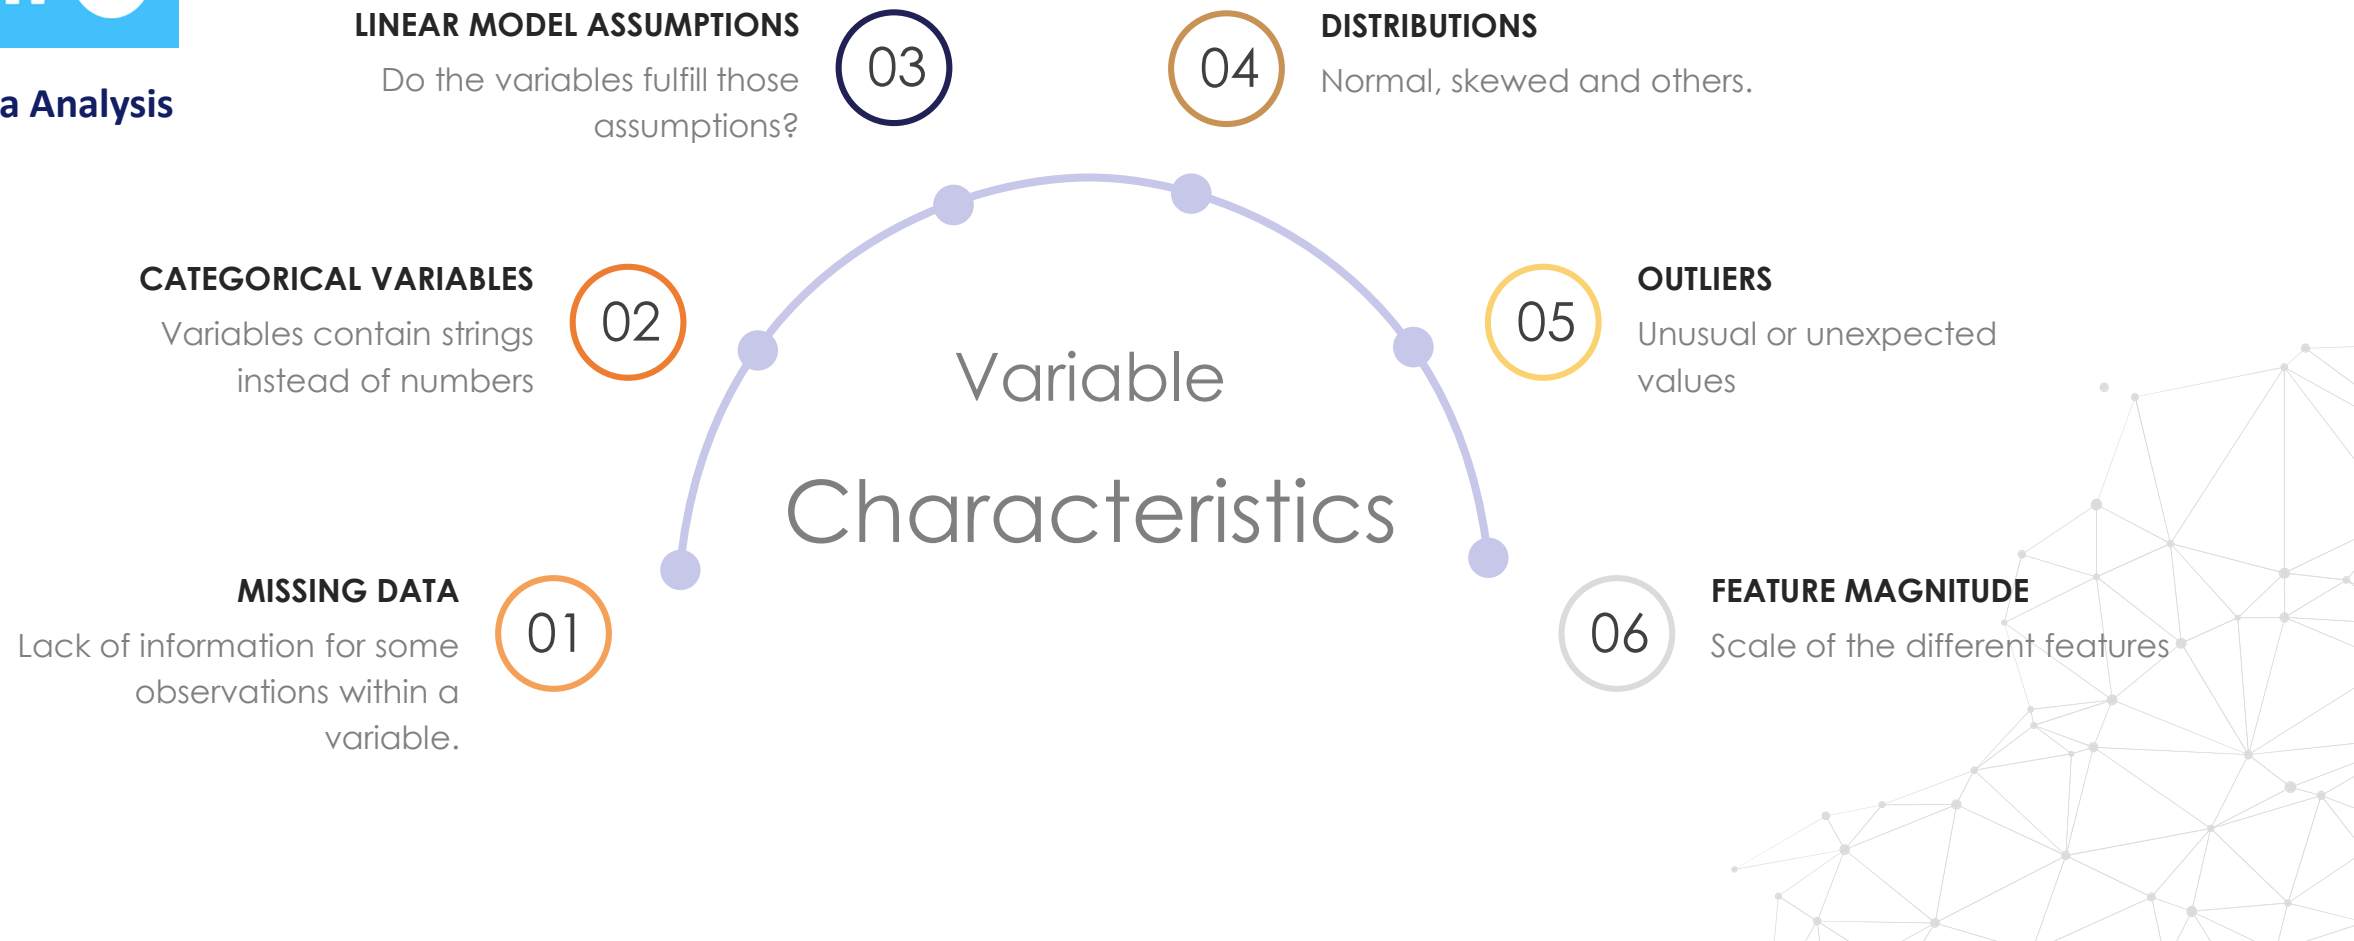 a Analysis
LINEAR MODEL ASSUMPTIONS
Do the variables fulfill those
assumptions?
03
04
DISTRIBUTIONS
Normal, skewed and others.
CATEGORICAL VARIABLES
Variables contain strings
instead of numbers
02
05
OUTLIERS
Unusual or unexpected
values
Variable
Characteristics
MISSING DATA
Lack of information for some
observations within a
variable.
01
06
FEATURE MAGNITUDE
Scale of the different features